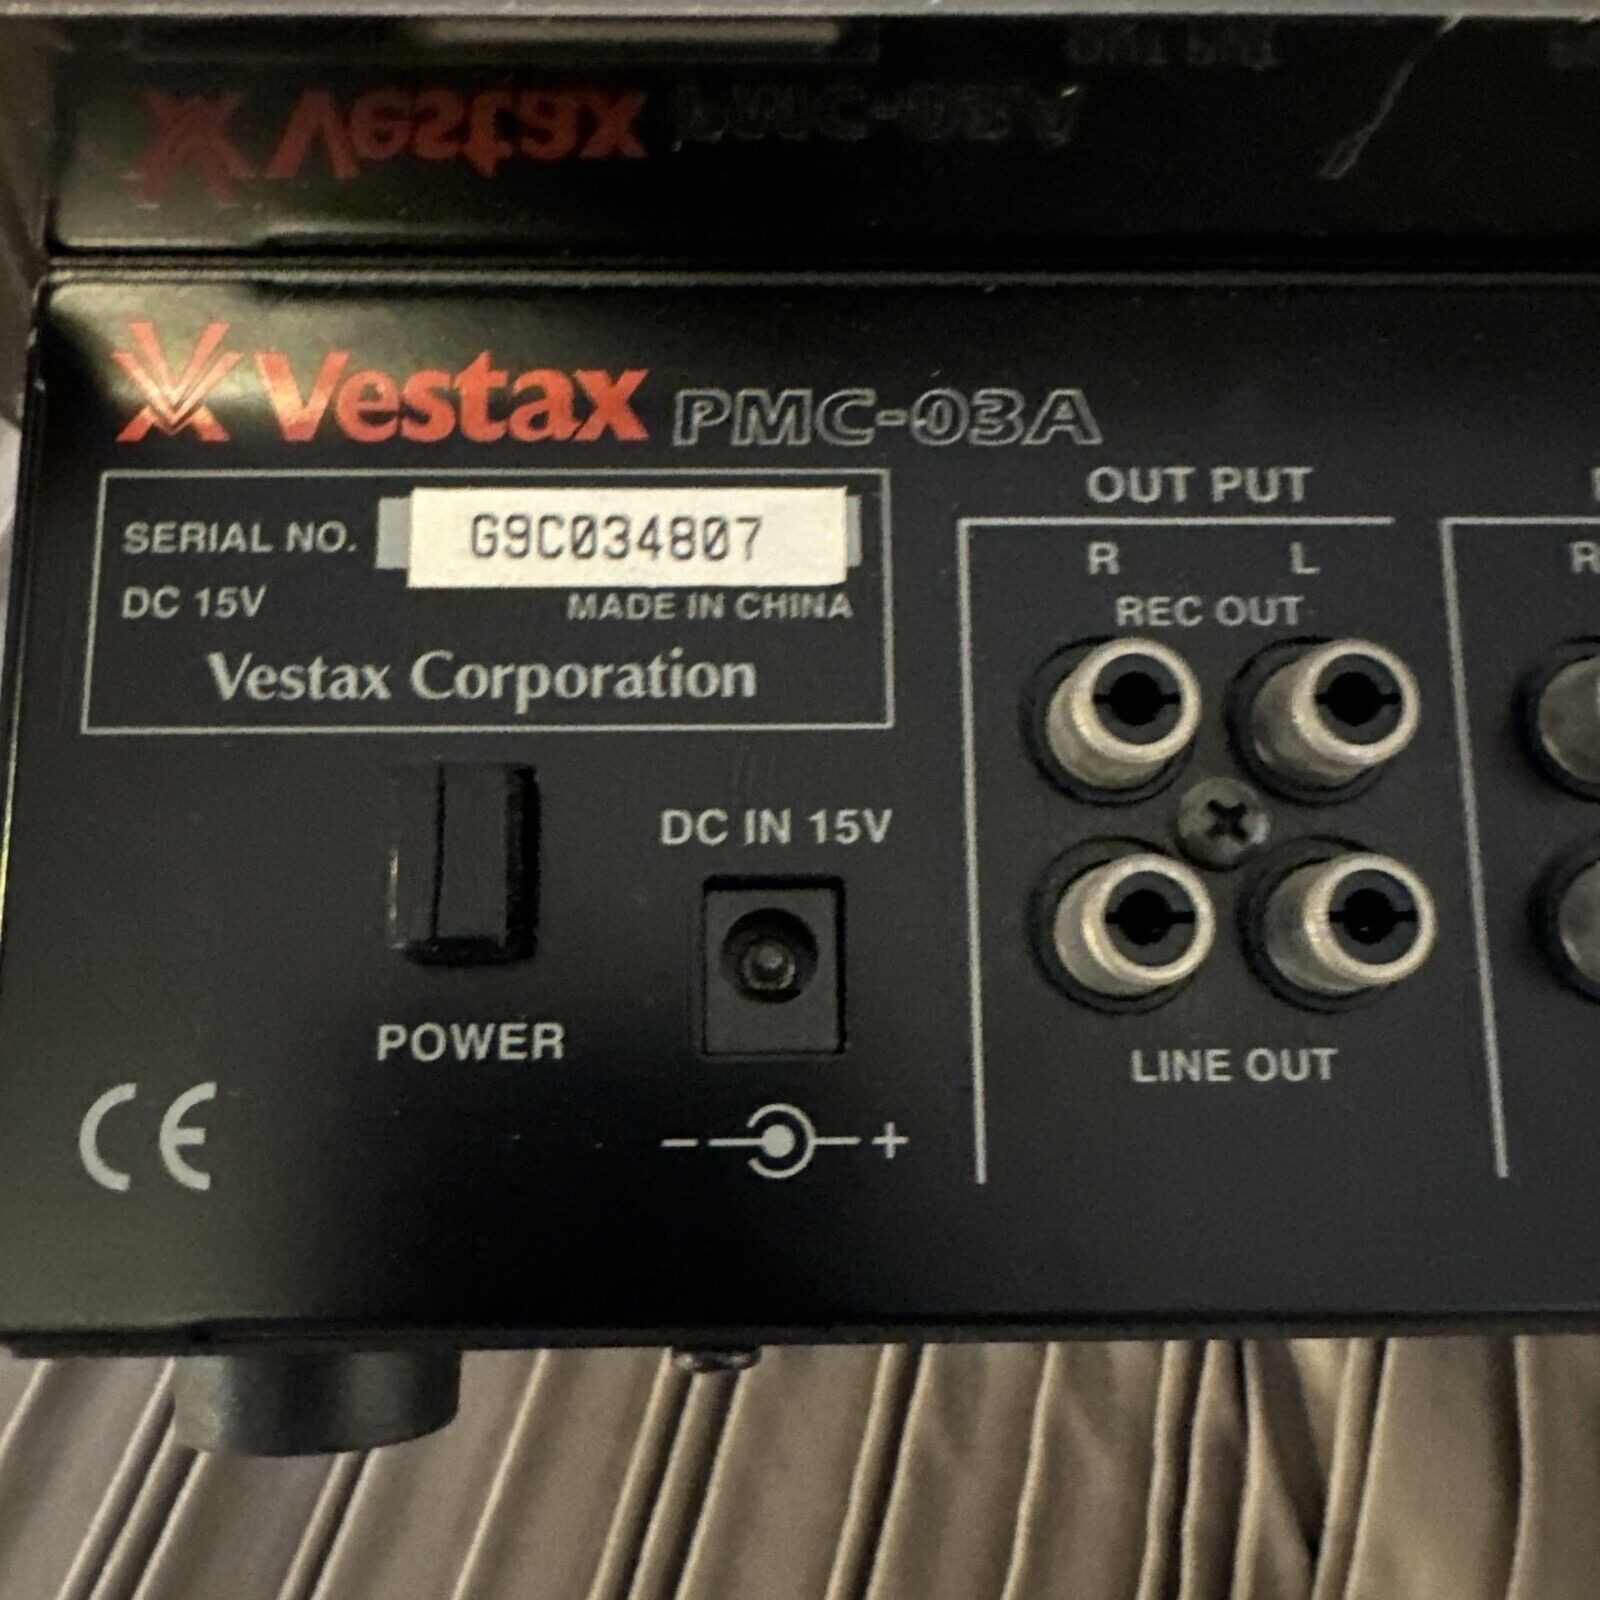 Vestax PMC-03A
SERIAL NO. G9C034807
DC 15V MADE IN CHINA
Vestax Corporation
OUT PUT
R L
REC OUT
R
DC IN 15V
POWER
LINE OUT
- +
CE